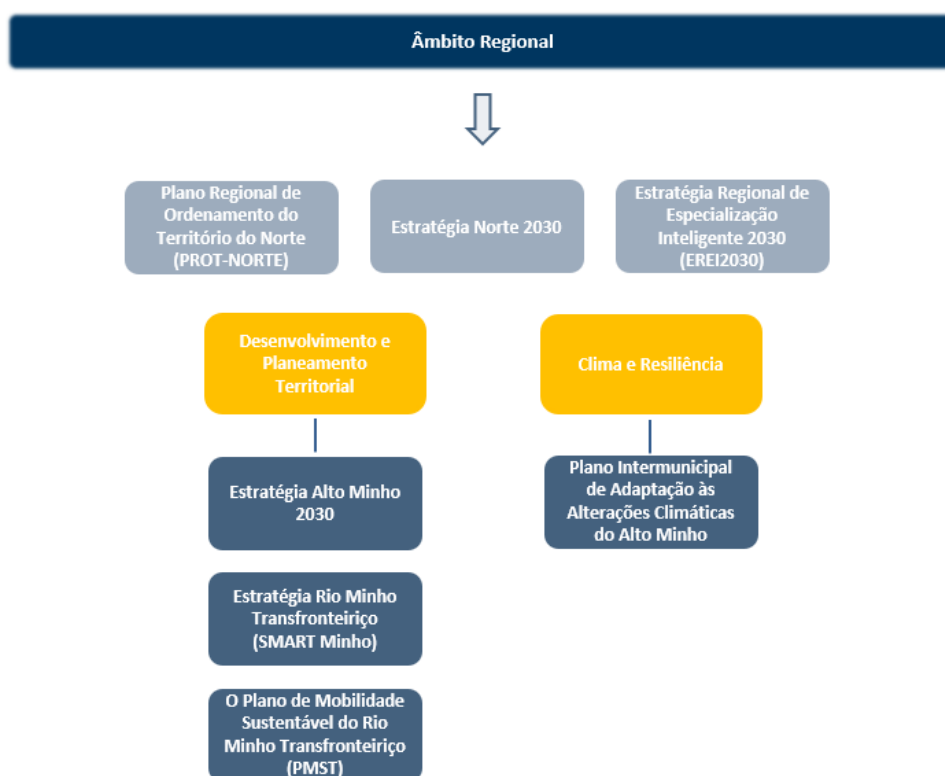 Âmbito Regional
Plano Regional de
Ordenamento do
Território do Norte
(PROT-NORTE)
Estratégia Norte 2030
Estratégia Regional de
Especialização
Inteligente 2030
(EREI2030)
Desenvolvimento e
Planeamento
Territorial
Clima e Resiliência
Estratégia Alto Minho
2030
Plano Intermunicipal
de Adaptação às
Alterações Climáticas
do Alto Minho
Estratégia Rio Minho
Transfronteiriço
(SMART Minho)
O Plano de Mobilidade
Sustentável do Rio
Minho Transfronteiriço
(PMST)